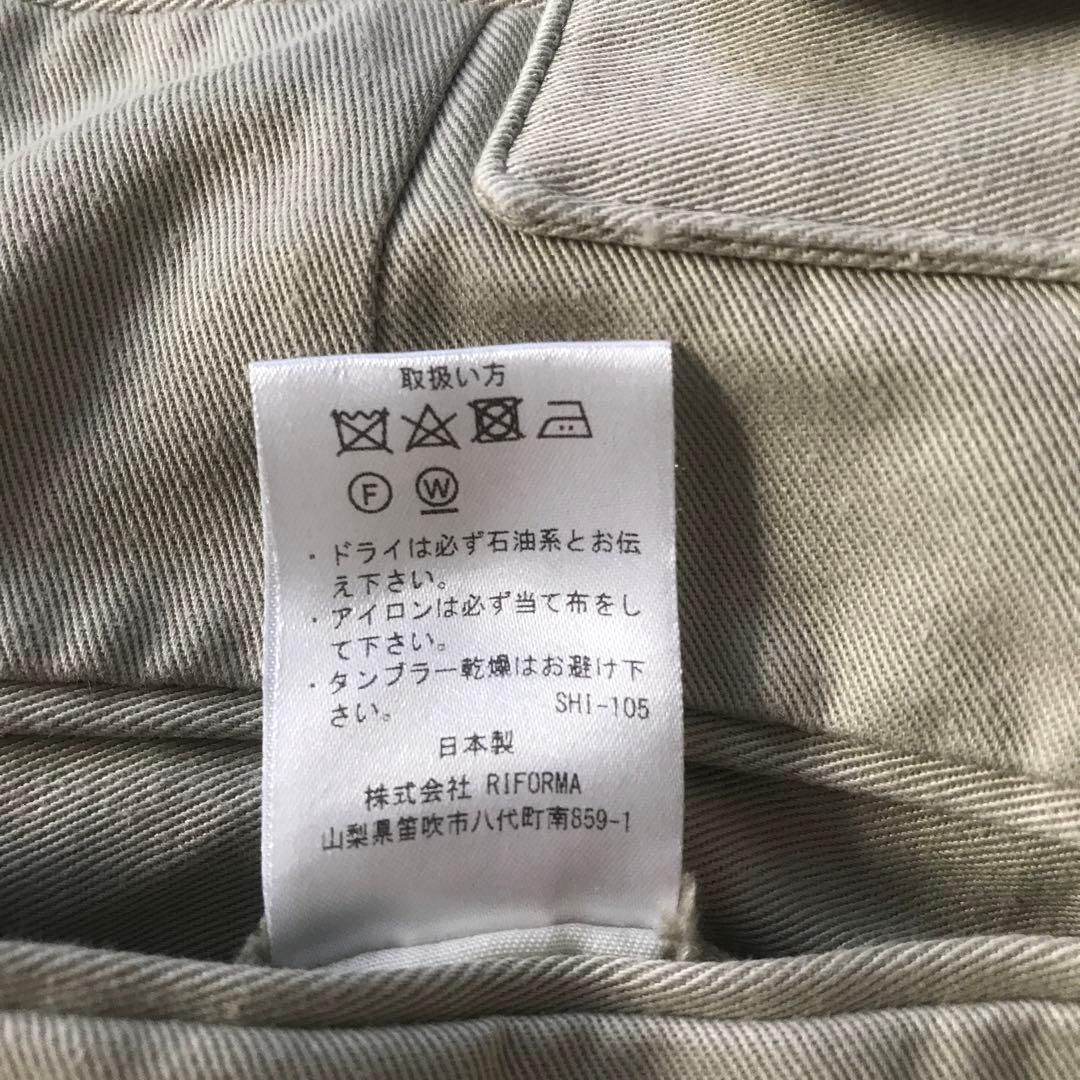 取扱い方
F W
・ドライは必ず石油系とお伝
え下さい。
・アイロンは必ず当て布をし
て下さい。
・タンブラー乾燥はお避け下
さい。 SHI-105
日本製
株式会社 RIFORMA
山梨県笛吹市八代町南859-1